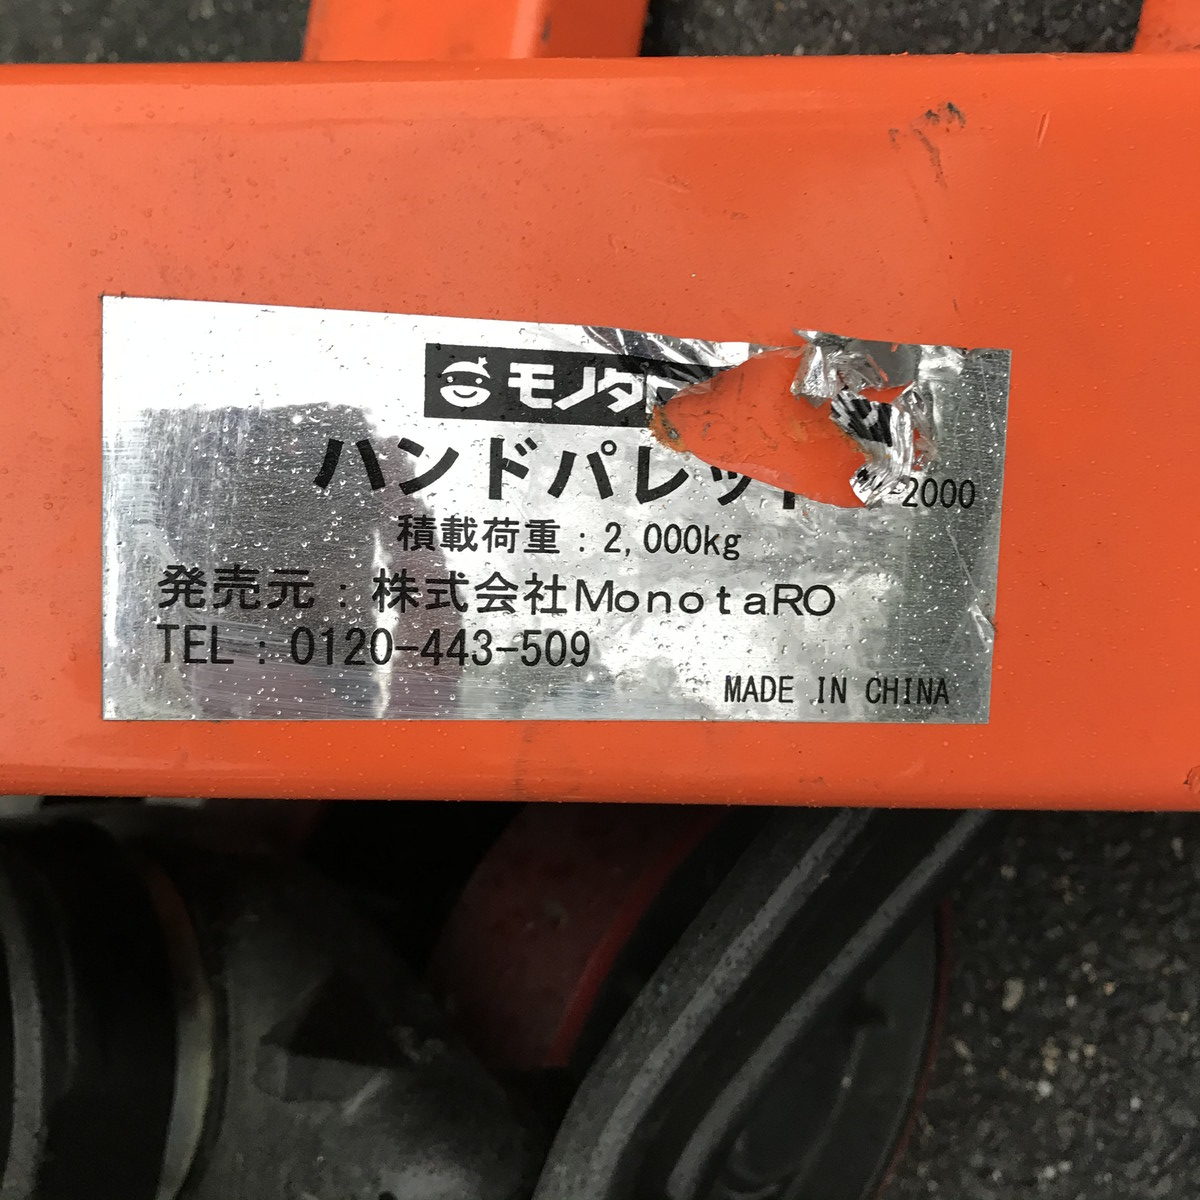 モノタ
ハンドパレット -2000
積載荷重:2,000kg
発売元:株式会社MonotaRO
TEL:0120-443-509
MADE IN CHINA